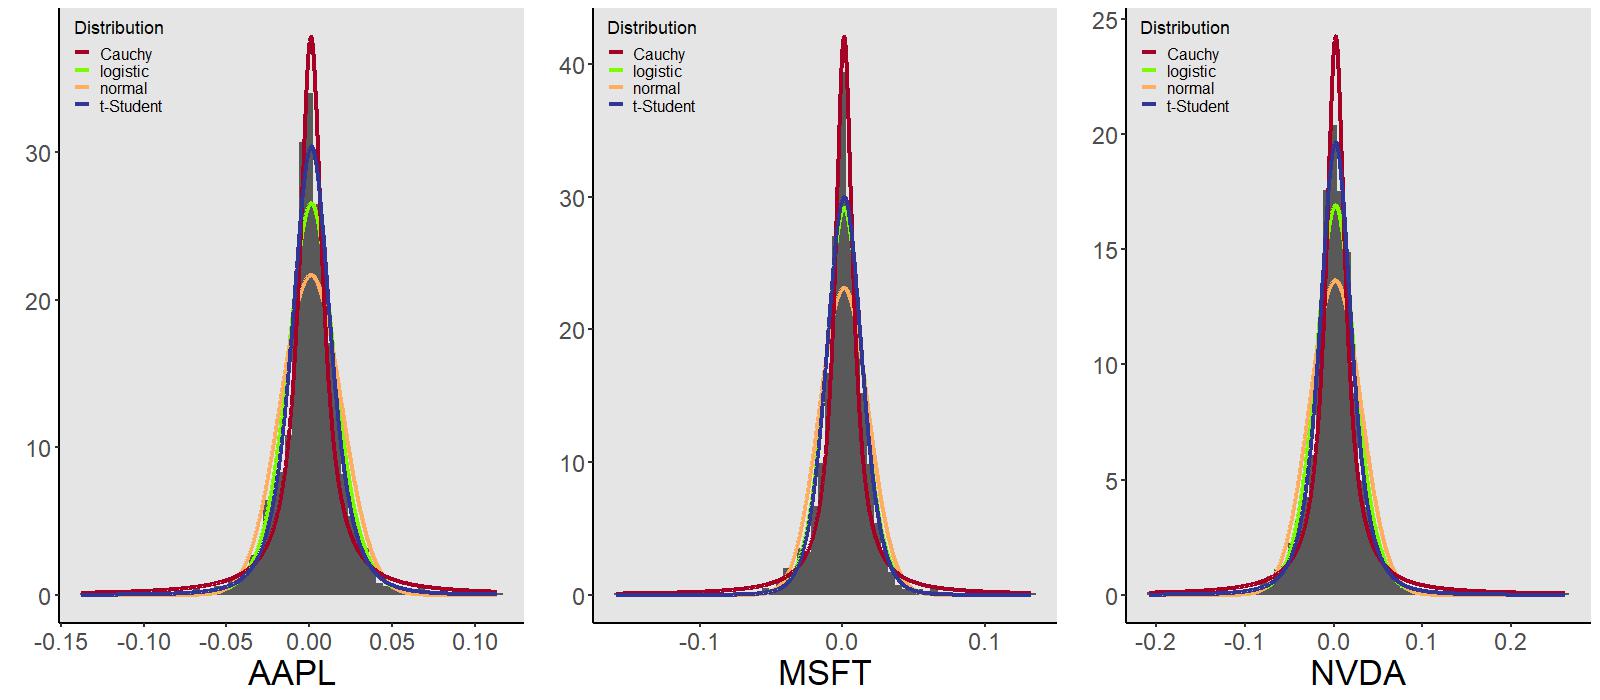 Distribution
Cauchy
logistic
normal
t-Student
30
20
10
0
-0.15 -0.10 -0.05 0.00 0.05 0.10
AAPL
Distribution
Cauchy
logistic
normal
t-Student
40
30
20
10
0
-0.1 0.0 0.1
MSFT
25
Distribution
Cauchy
logistic
normal
t-Student
20
15
10
5
0
-0.2 -0.1 0.0 0.1 0.2
NVDA